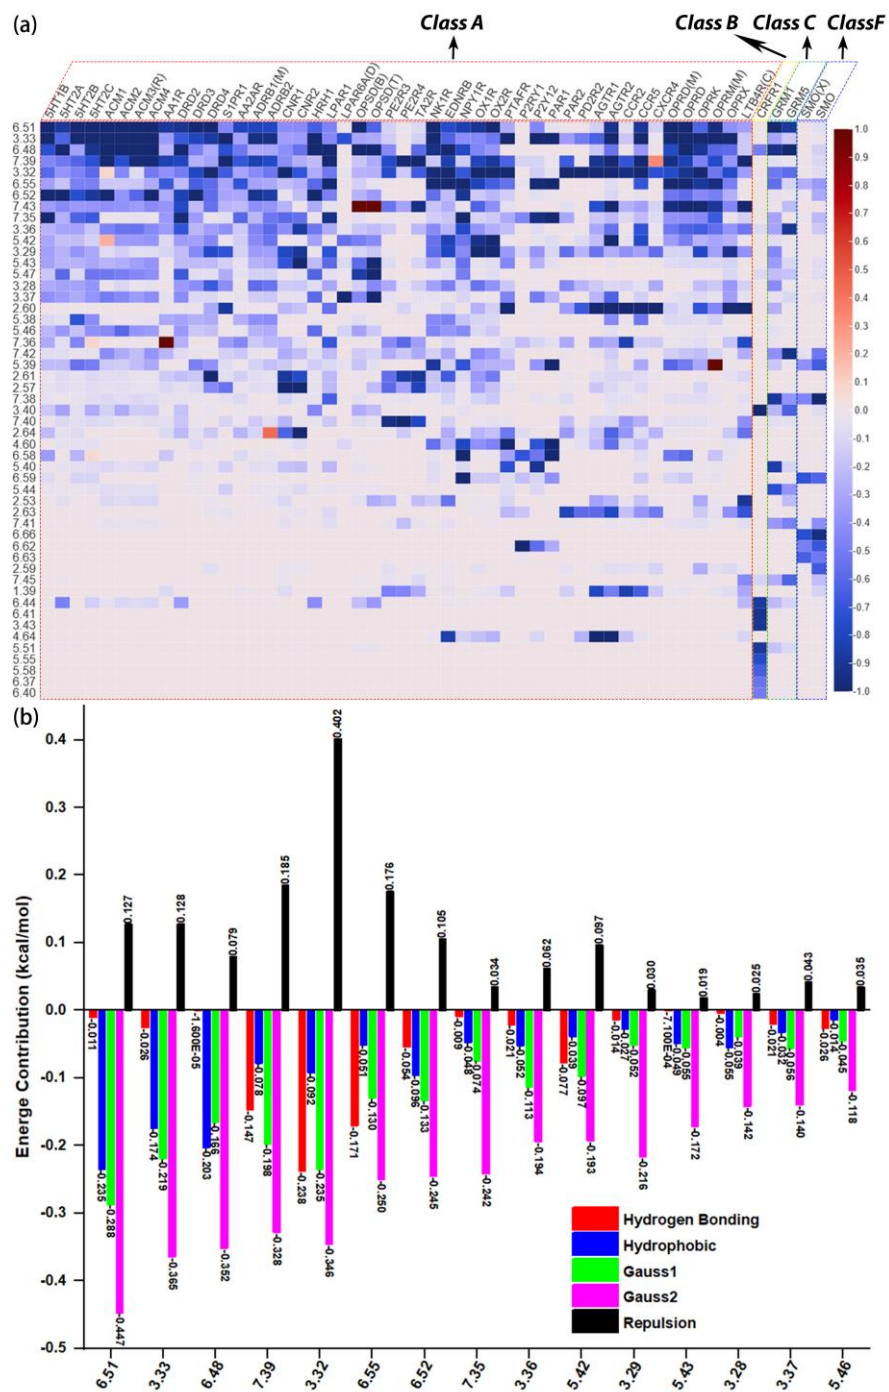 (a)
Class A
Class B
Class C
ClassF
5HT1B
5HT2A
5HT2B
5HT2C
ACM1
ACM2
ACM3(R)
ACM4
AA1R
DRD2
DRD3
DRD4
S1PR1
AA2AR
ADRB1(M)
ADRB2
CNR1
CNR2
HRH1
LPAR1
LPAR6A(D)
OPSD(B)
OPSD(T)
PE2R3
PE2R4
TA2R
NK1R
EDNRB
NPY1R
OX1R
OX2R
PTAFR
P2RY1
P2Y12
PAR1
PAR2
PD2R2
AGTR1
AGTR2
CCR2
CCR5
CXCR4
OPRD(M)
OPRD
OPRK
OPRM(M)
OPRX
LTB4R(C)
CRFR1
GRM1
GRM5
SMO(X)
SMO
6.51
3.33
6.48
7.39
3.32
6.55
6.52
7.43
7.35
3.36
5.42
3.29
5.43
5.47
3.28
3.37
2.60
5.38
5.46
7.36
7.42
5.39
2.61
2.57
7.38
3.40
7.40
2.64
4.60
6.58
5.40
6.59
5.44
2.53
2.63
7.41
6.66
6.62
6.63
2.59
7.45
1.39
6.44
6.41
3.43
4.64
5.51
5.55
5.58
6.37
6.40
1.0
0.9
0.8
0.7
0.6
0.5
0.4
0.3
0.2
0.1
0.0
-0.1
-0.2
-0.3
-0.4
-0.5
-0.6
-0.7
-0.8
-0.9
-1.0
(b)
Energe Contribution (kcal/mol)
0.4
0.3
0.2
0.1
0.0
-0.1
-0.2
-0.3
-0.4
-0.5
-0.011
-0.235
-0.288
-0.447
0.127
-0.026
-0.174
-0.219
-0.365
0.128
-1.600E-05
-0.203
-0.166
-0.352
0.079
-0.147
-0.078
-0.198
-0.328
0.185
-0.238
-0.092
-0.235
-0.346
0.402
-0.171
-0.051
-0.130
-0.250
0.176
-0.054
-0.096
-0.133
-0.245
0.105
-0.009
-0.048
-0.074
-0.242
0.034
-0.021
-0.052
-0.113
-0.194
0.062
-0.077
-0.039
-0.097
-0.193
0.097
-0.014
-0.027
-0.052
-0.216
0.030
-7.100E-04
-0.049
-0.055
-0.172
0.019
-0.004
-0.055
-0.039
-0.142
0.025
-0.021
-0.032
-0.056
-0.140
0.043
-0.026
-0.014
-0.045
-0.118
0.035
Hydrogen Bonding
Hydrophobic
Gauss1
Gauss2
Repulsion
6.51
3.33
6.48
7.39
3.32
6.55
6.52
7.35
3.36
5.42
3.29
5.43
3.28
3.37
5.46